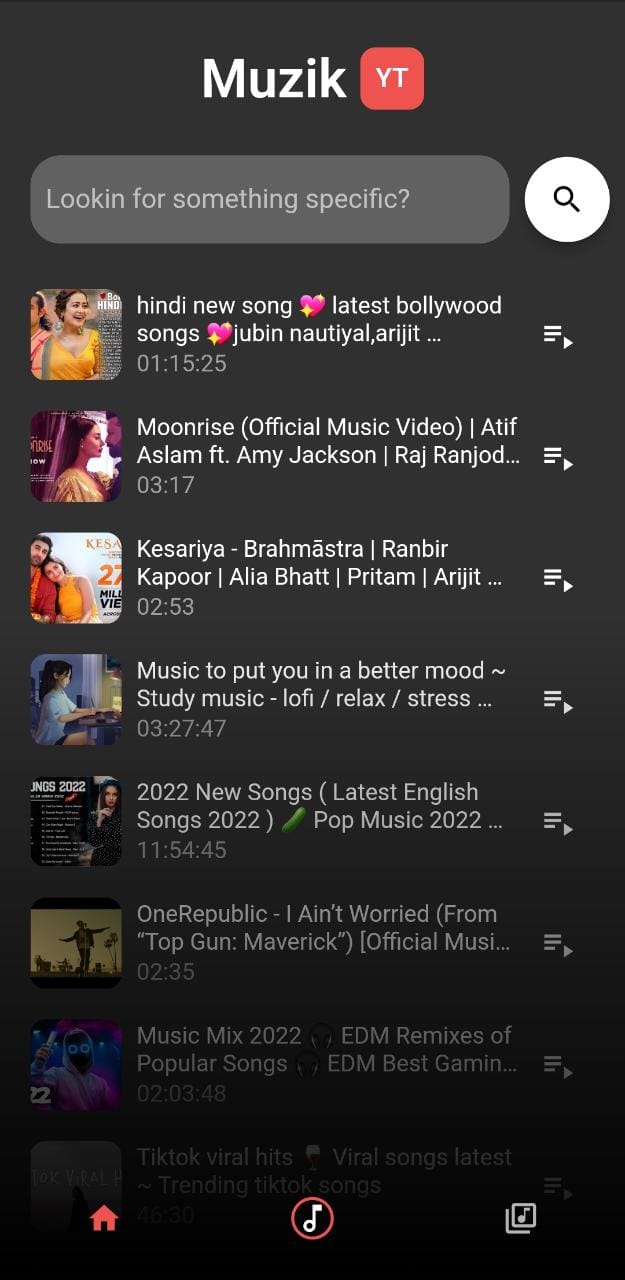 Muzik YT
Lookin for something specific?
hindi new song 💖 latest bollywood
songs 💖jubin nautiyal,arijit ...
01:15:25
Moonrise (Official Music Video) | Atif
Aslam ft. Amy Jackson | Raj Ranjod...
03:17
Kesariya - Brahmāstra | Ranbir
Kapoor | Alia Bhatt | Pritam | Arijit ...
02:53
Music to put you in a better mood ~
Study music - lofi / relax / stress ...
03:27:47
2022 New Songs ( Latest English
Songs 2022 ) 🥒 Pop Music 2022 ...
11:54:45
OneRepublic - I Ain’t Worried (From
“Top Gun: Maverick”) [Official Musi...
02:35
Music Mix 2022 🎧 EDM Remixes of
Popular Songs 🎧 EDM Best Gamin...
02:03:48
Tiktok viral hits 🍷 Viral songs latest
~ Trending tiktok songs
46:30